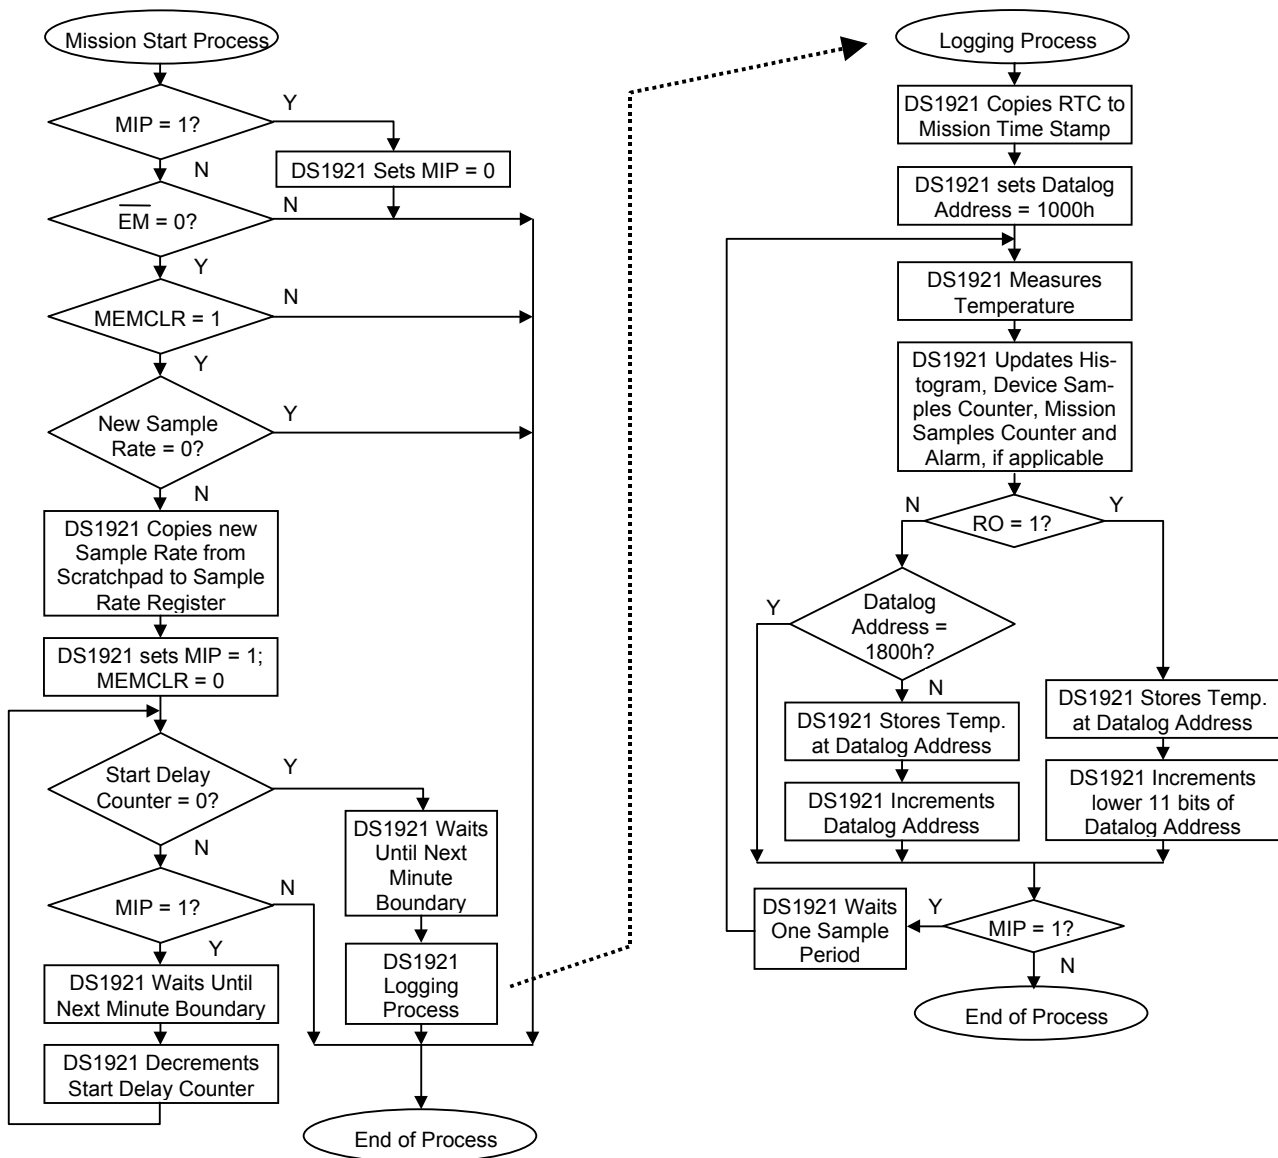 Mission Start Process
MIP = 1?
Y
N
DS1921 Sets MIP = 0
EM = 0?
N
Y
MEMCLR = 1
N
Y
New Sample
Rate = 0?
Y
N
DS1921 Copies new
Sample Rate from
Scratchpad to Sample
Rate Register
DS1921 sets MIP = 1;
MEMCLR = 0
Start Delay
Counter = 0?
Y
N
MIP = 1?
N
Y
DS1921 Waits Until
Next Minute Boundary
DS1921 Decrements
Start Delay Counter
DS1921 Waits
Until Next
Minute
Boundary
DS1921
Logging
Process
End of Process
Logging Process
DS1921 Copies RTC to
Mission Time Stamp
DS1921 sets Datalog
Address = 1000h
DS1921 Measures
Temperature
DS1921 Updates His-
togram, Device Sam-
ples Counter, Mission
Samples Counter and
Alarm, if applicable
N
RO = 1?
Y
Y
Datalog
Address =
1800h?
N
DS1921 Stores Temp.
at Datalog Address
DS1921 Increments
Datalog Address
DS1921 Stores Temp.
at Datalog Address
DS1921 Increments
lower 11 bits of
Datalog Address
DS1921 Waits
One Sample
Period
Y
MIP = 1?
N
End of Process